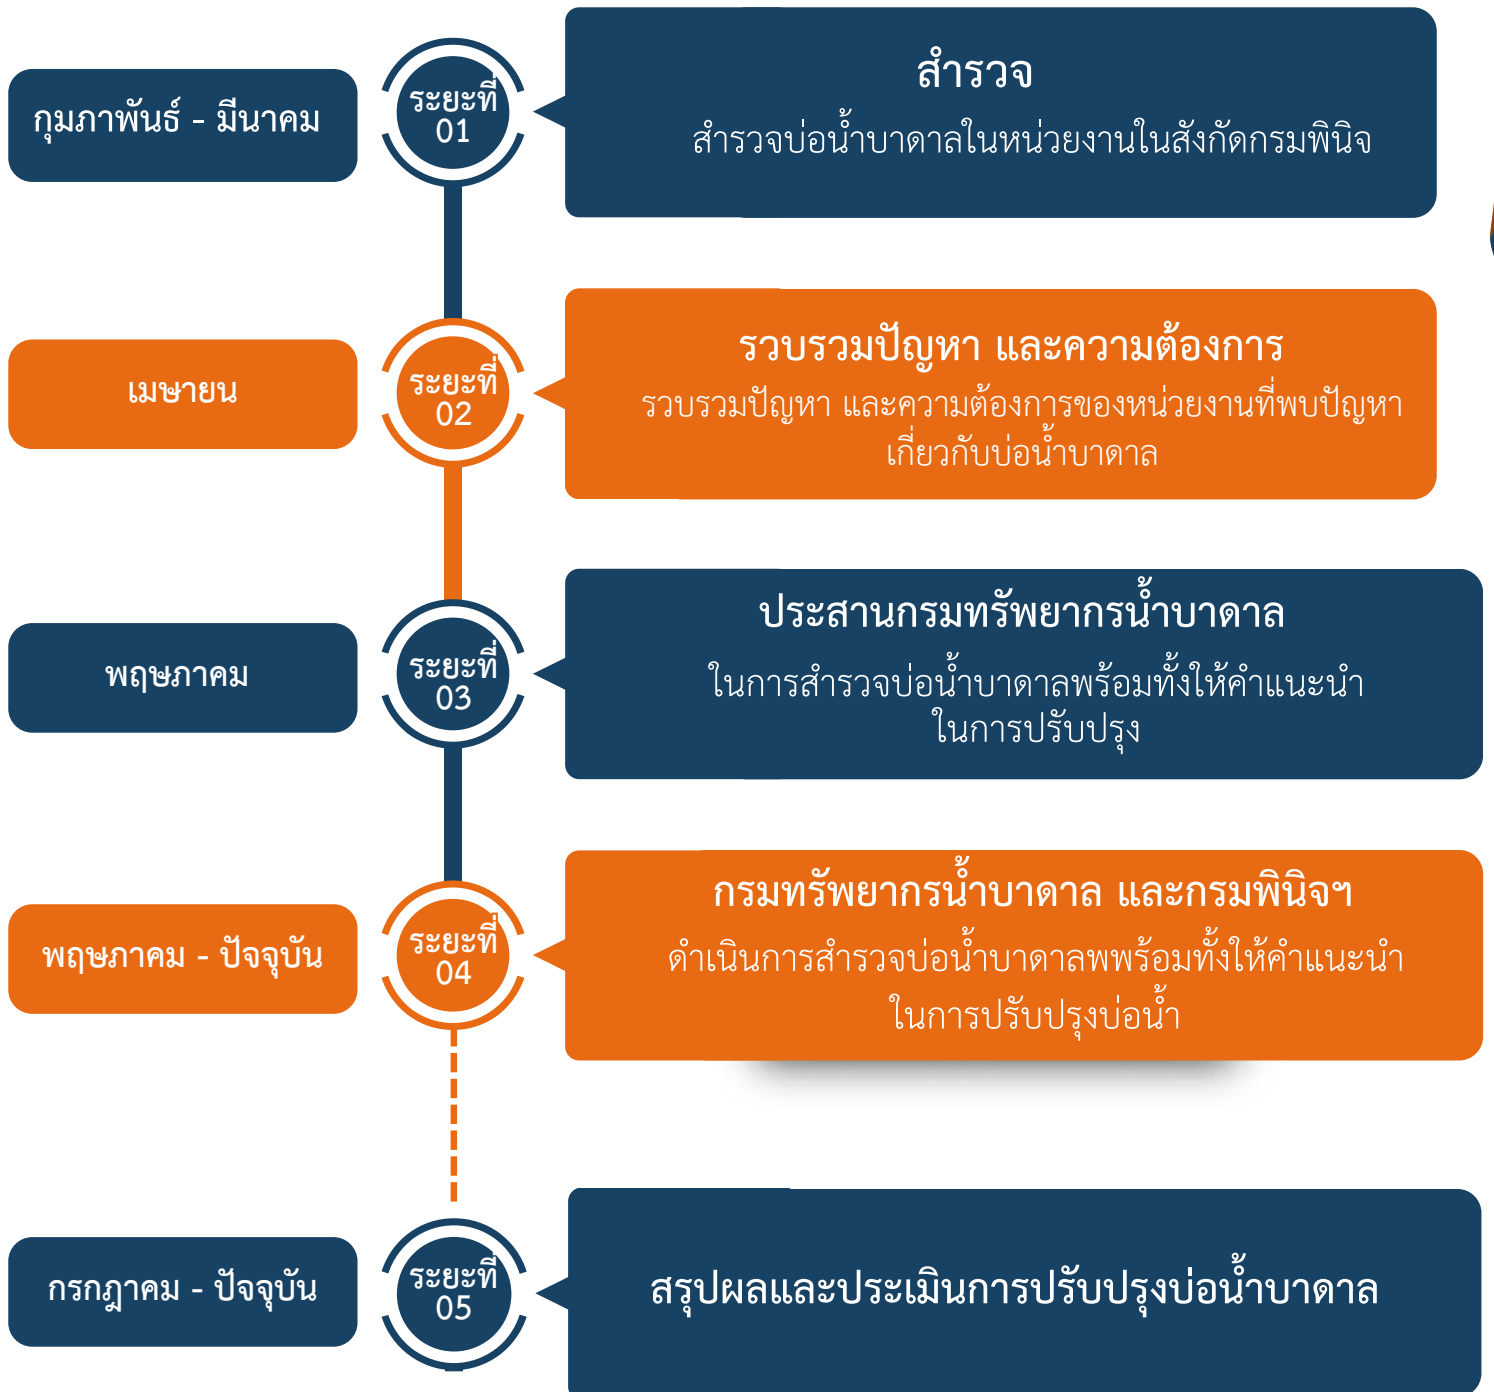 กุมภาพันธ์ - มีนาคม
ระยะที่
01
สำรวจ
สำรวจบ่อน้ำบาดาลในหน่วยงานในสังกัดกรมพินิจ
เมษายน
ระยะที่
02
รวบรวมปัญหา และความต้องการ
รวบรวมปัญหา และความต้องการของหน่วยงานที่พบปัญหา
เกี่ยวกับบ่อน้ำบาดาล
พฤษภาคม
ระยะที่
03
ประสานกรมทรัพยากรน้ำบาดาล
ในการสำรวจบ่อน้ำบาดาลพร้อมทั้งให้คำแนะนำ
ในการปรับปรุง
พฤษภาคม - ปัจจุบัน
ระยะที่
04
กรมทรัพยากรน้ำบาดาล และกรมพินิจฯ
ดำเนินการสำรวจบ่อน้ำบาดาลพพร้อมทั้งให้คำแนะนำ
ในการปรับปรุงบ่อน้ำ
กรกฎาคม - ปัจจุบัน
ระยะที่
05
สรุปผลและประเมินการปรับปรุงบ่อน้ำบาดาล